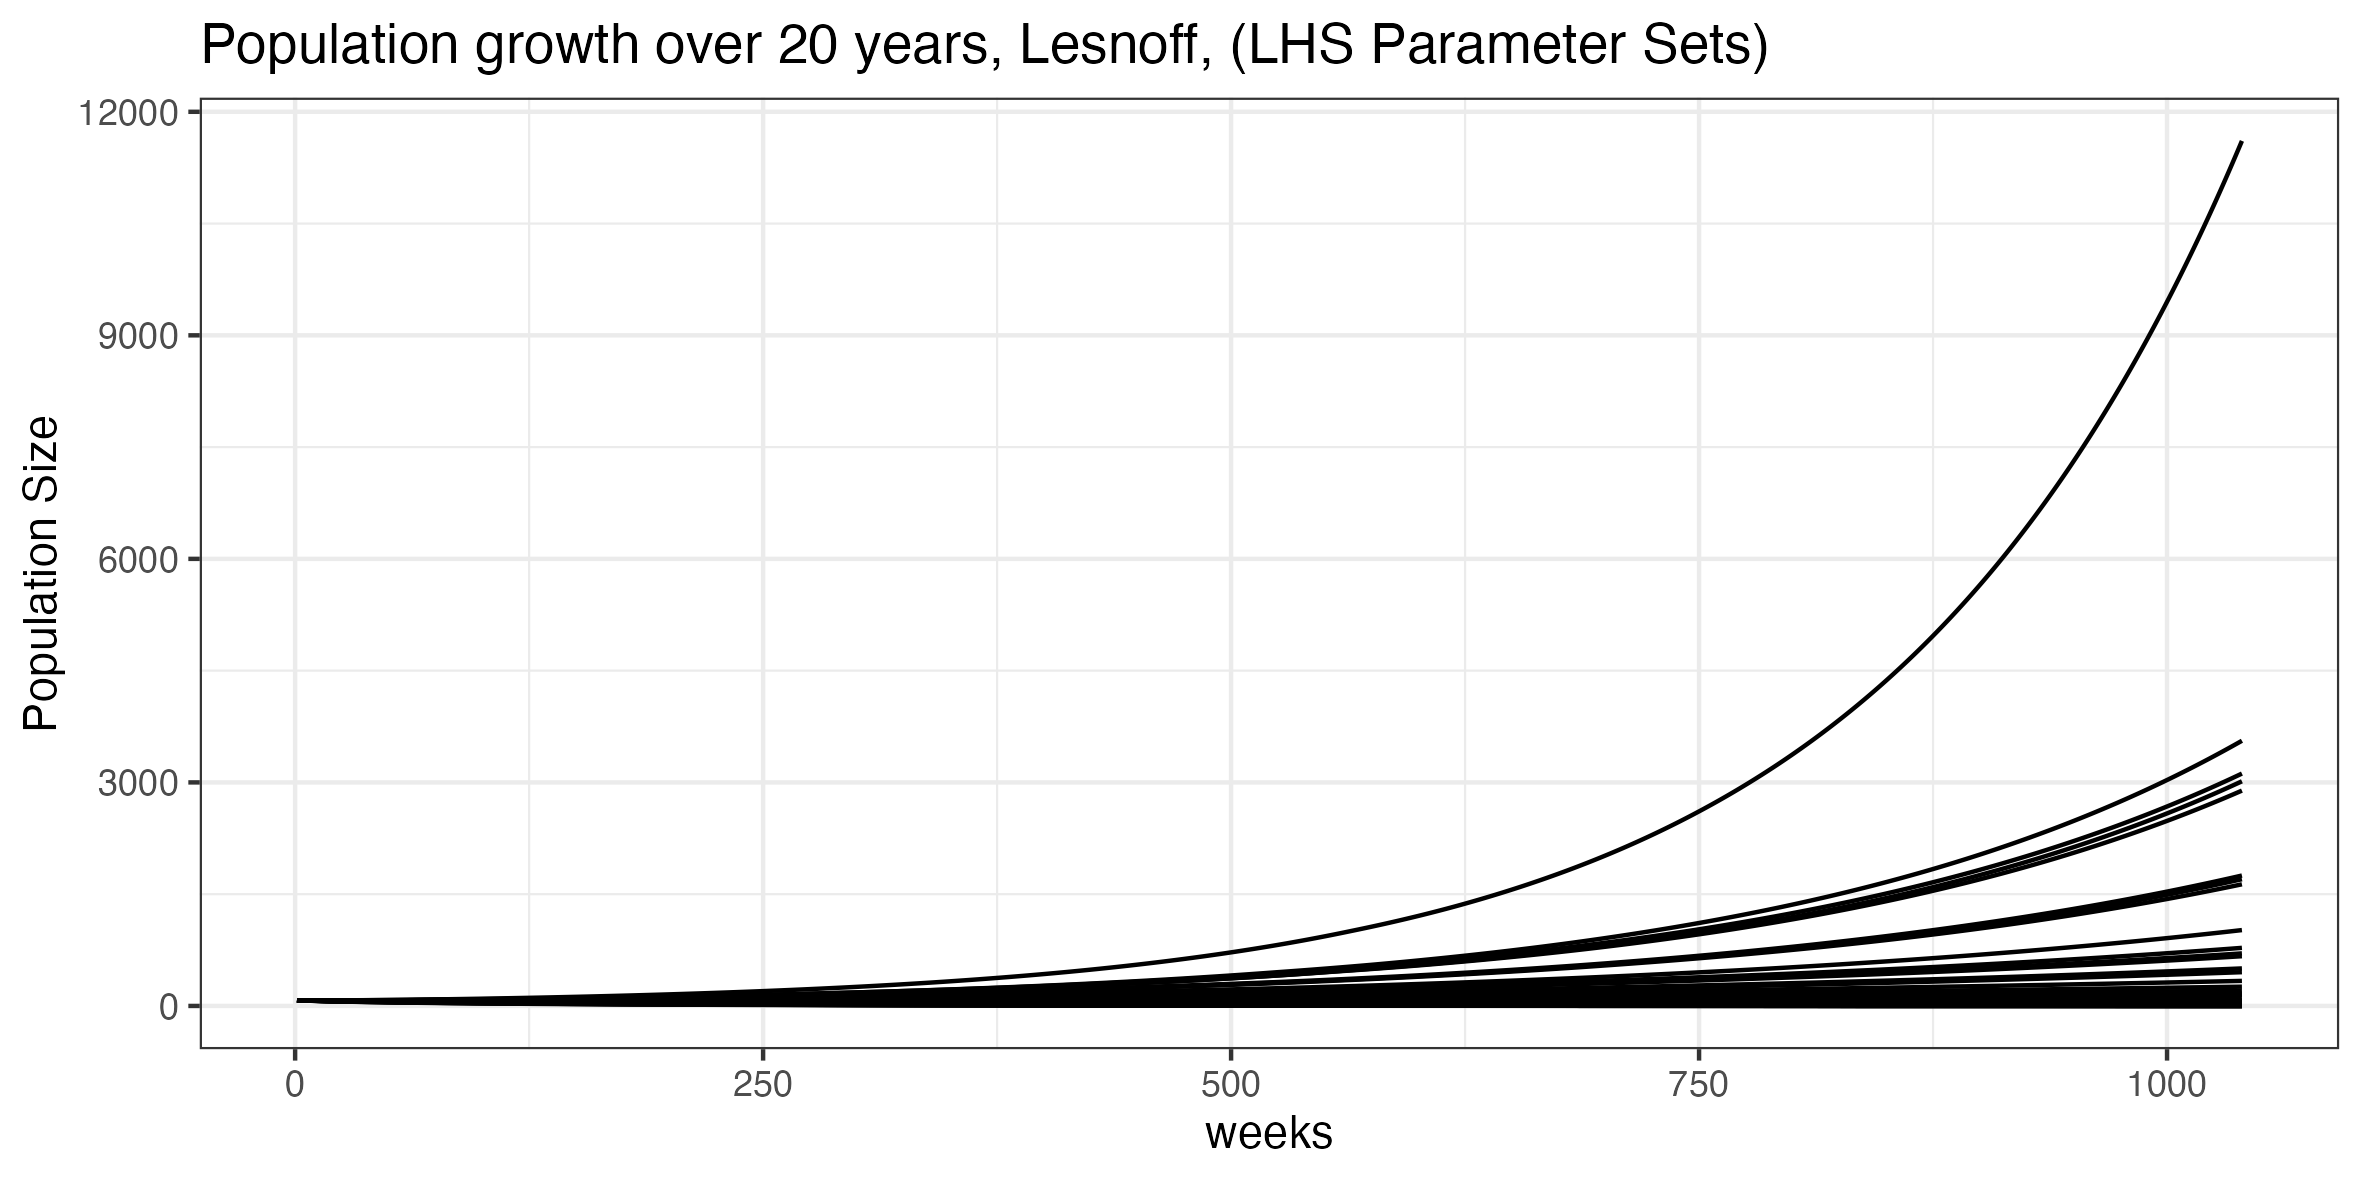 Population growth over 20 years, Lesnoff, (LHS Parameter Sets)
12000
9000
6000
3000
0
Population Size
0 250 500 750 1000
weeks